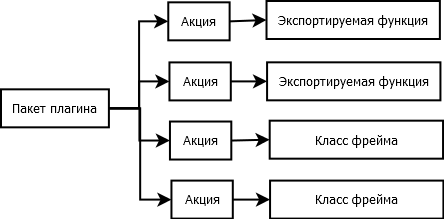 Акция
Экспортируемая функция
Акция
Экспортируемая функция
Пакет плагина
Акция
Класс фрейма
Акция
Класс фрейма